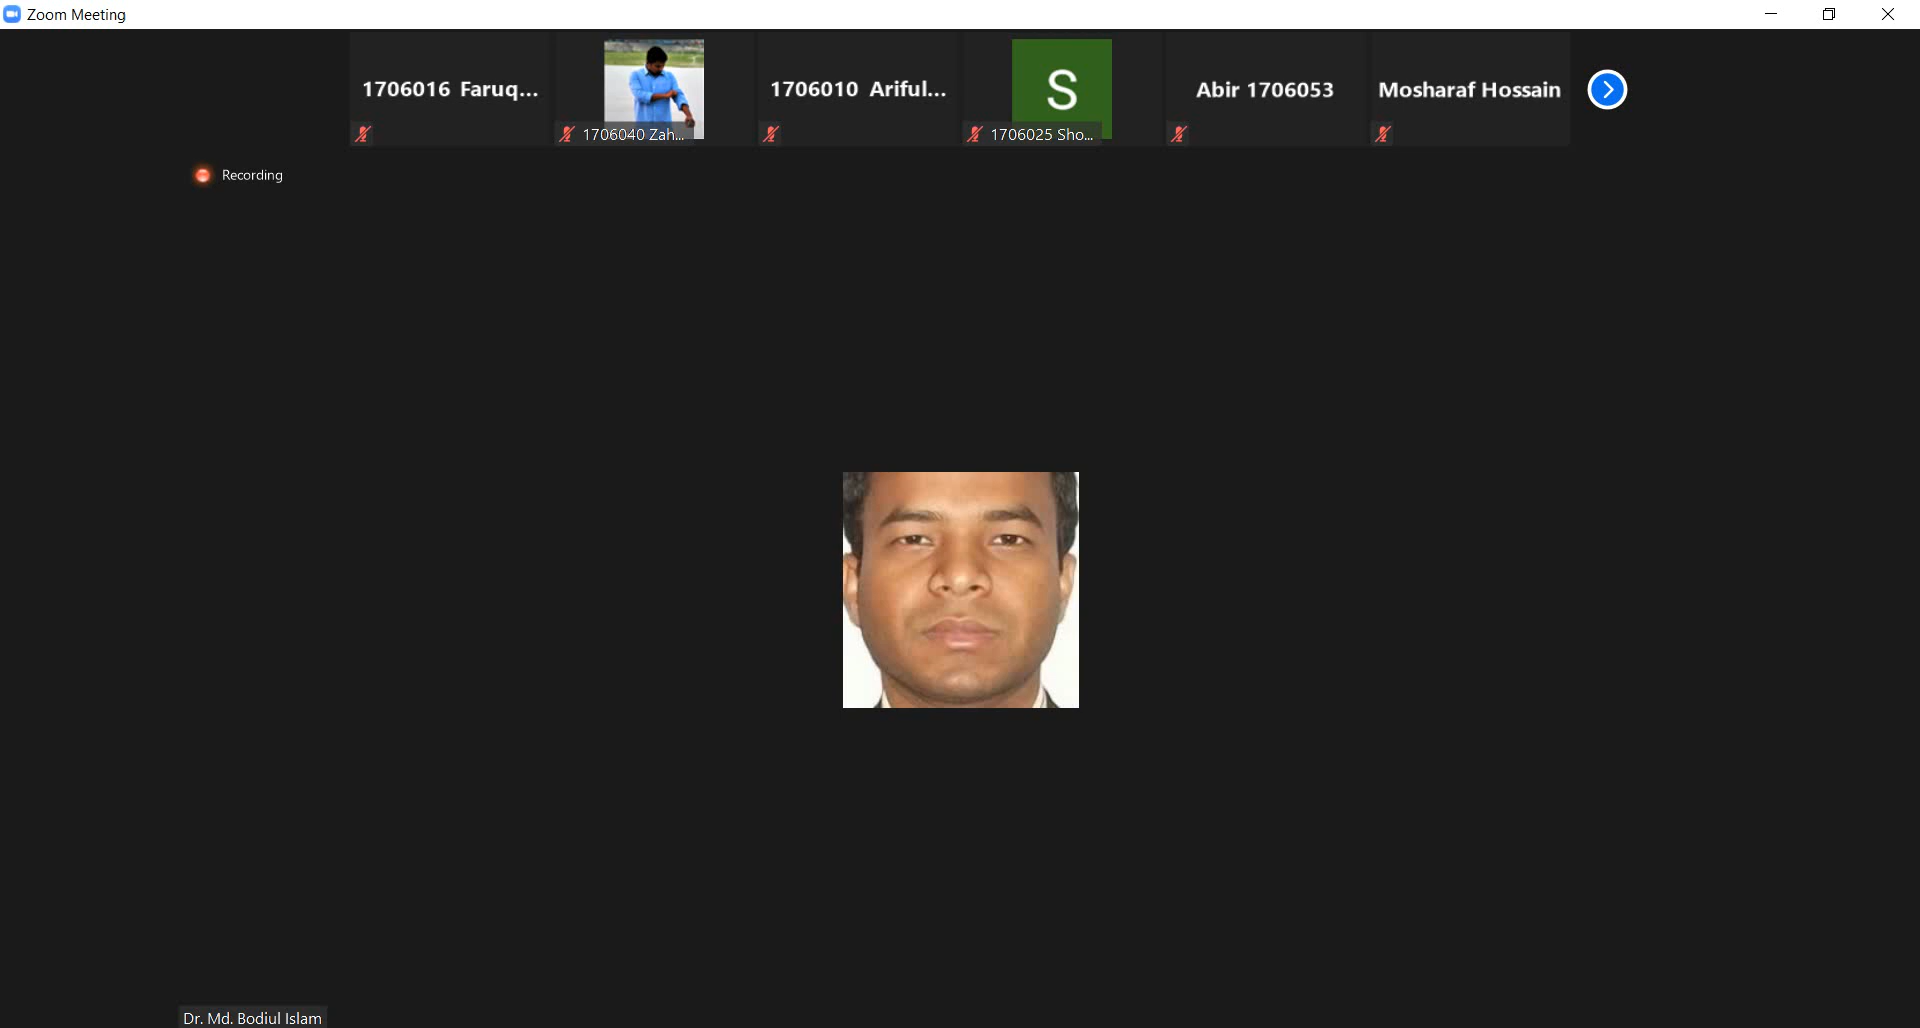 Zoom Meeting
1706016 Faruq...
1706040 Zah...
1706010 Ariful...
S
1706025 Sho...
Abir 1706053
Mosharaf Hossain
Recording
Dr. Md. Bodiul Islam